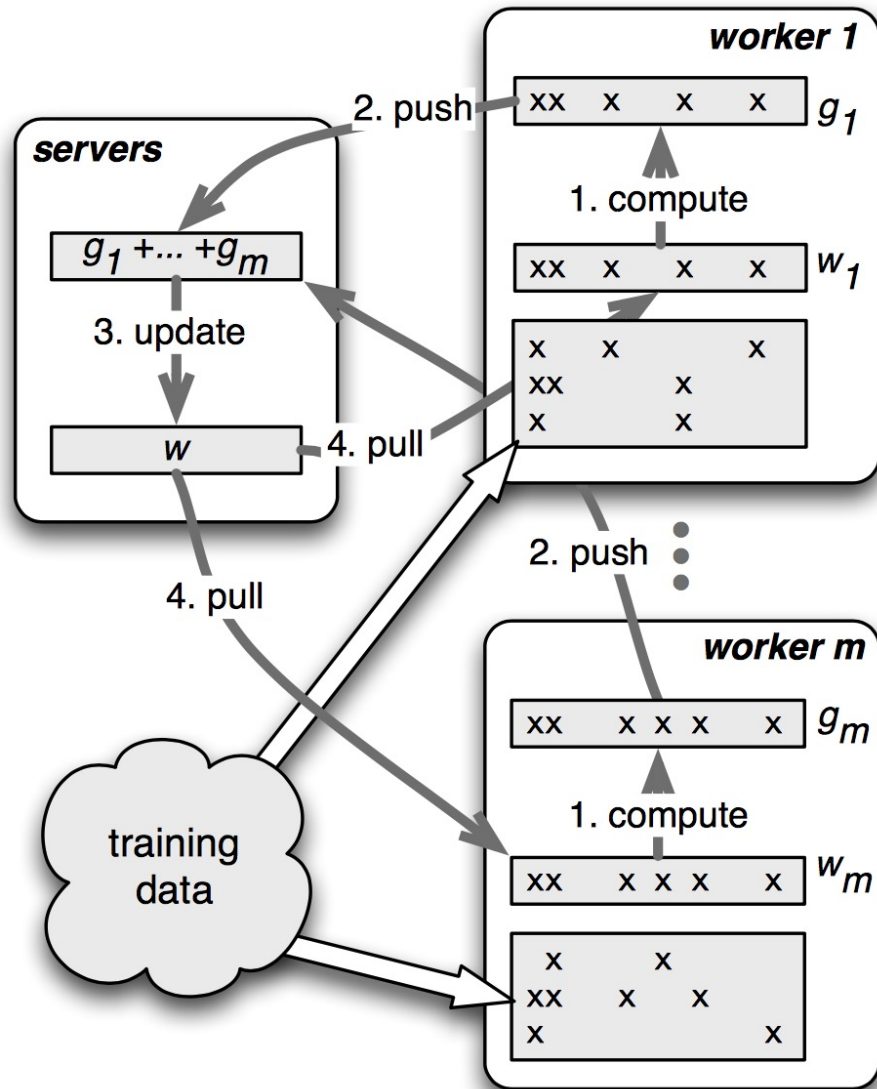 worker 1
xx x x x
g1
2. push
servers
1. compute
g1 +... +gm
xx x x x
w1
3. update
x x x
xx x
x x
w
4. pull
2. push
4. pull
worker m
xx x x x x
gm
1. compute
training
data
xx x x x x
wm
x x
xx x x
x x